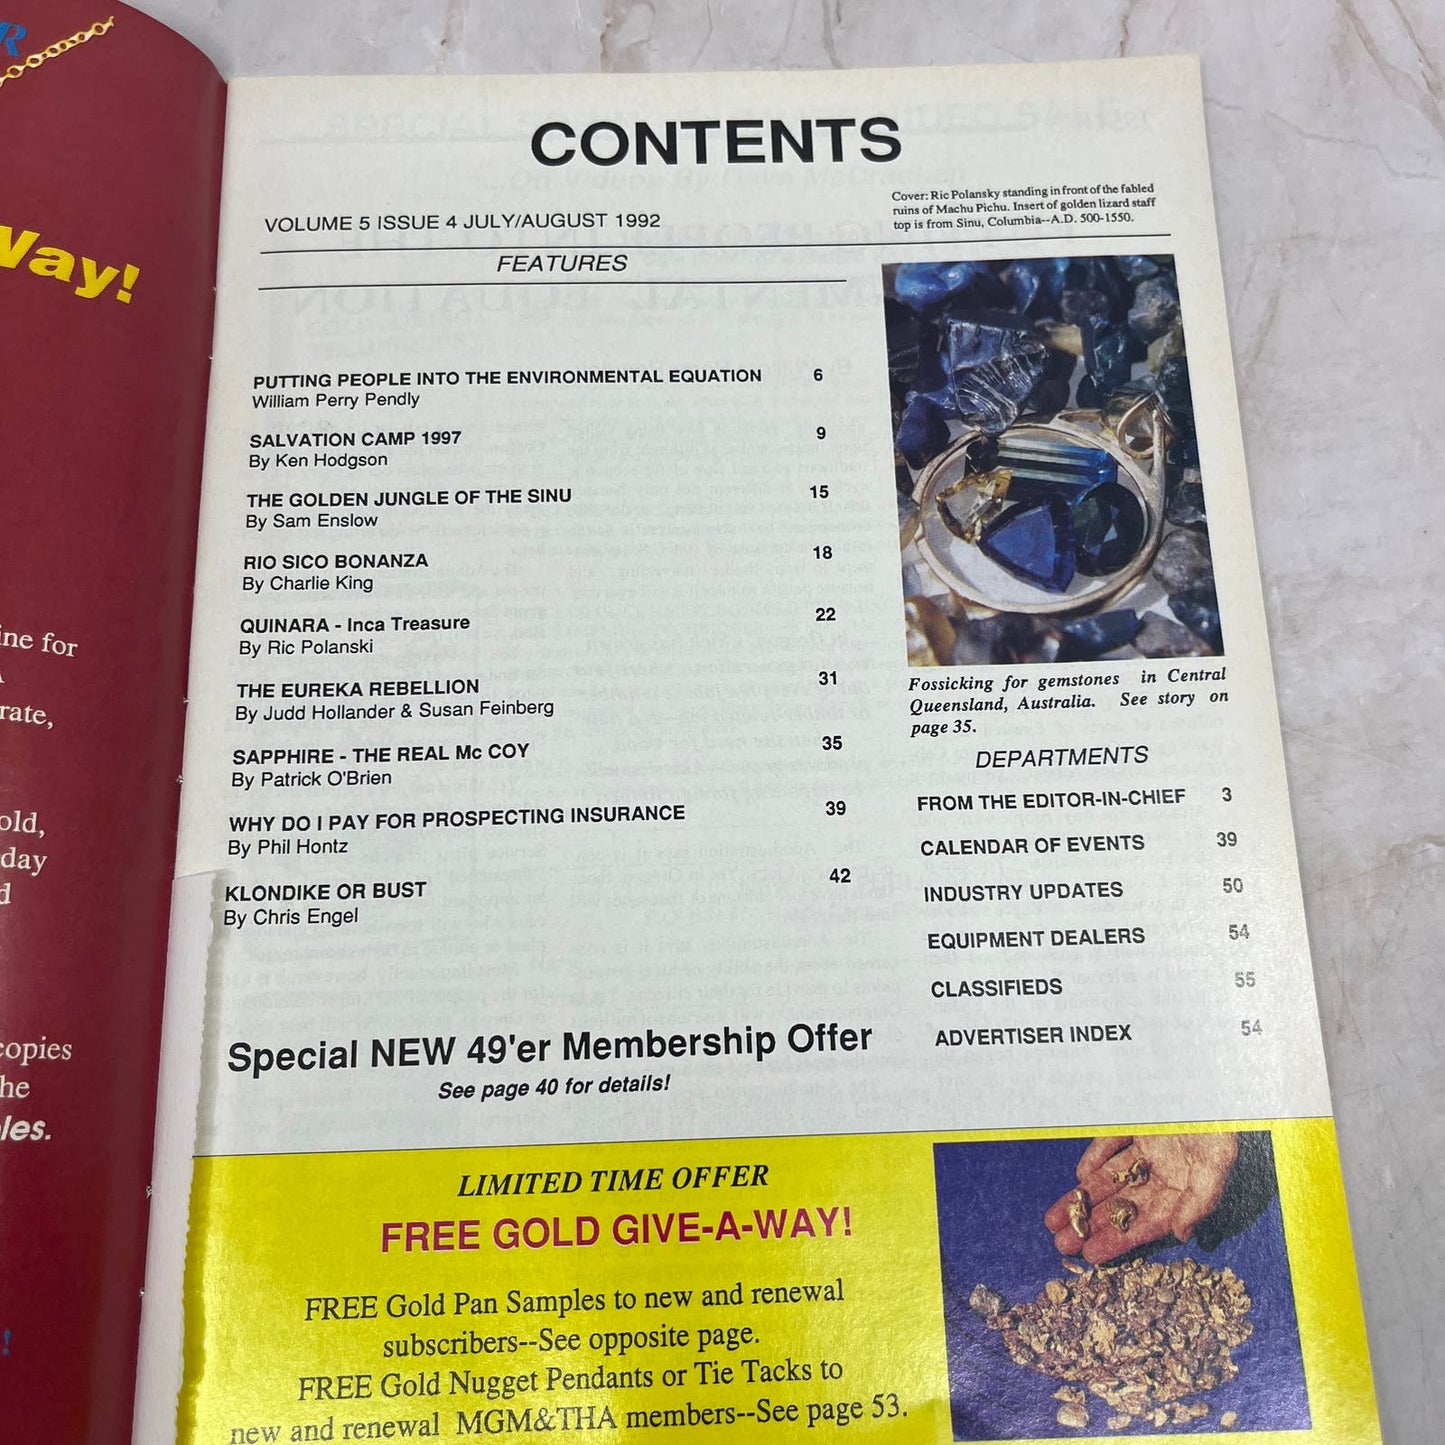 R
Way!
ine for
A
rate,
old,
day
d
copies
he
les.
!
CONTENTS
VOLUME 5 ISSUE 4 JULY/AUGUST 1992
Cover: Ric Polansky standing in front of the fabled
ruins of Machu Pichu. Insert of golden lizard staff
top is from Sinu, Columbia--A.D. 500-1550.
FEATURES
PUTTING PEOPLE INTO THE ENVIRONMENTAL EQUATION 6
William Perry Pendly
SALVATION CAMP 1997 9
By Ken Hodgson
THE GOLDEN JUNGLE OF THE SINU 15
By Sam Enslow
RIO SICO BONANZA 18
By Charlie King
QUINARA - Inca Treasure 22
By Ric Polanski
THE EUREKA REBELLION 31
By Judd Hollander & Susan Feinberg
SAPPHIRE - THE REAL Mc COY 35
By Patrick O'Brien
WHY DO I PAY FOR PROSPECTING INSURANCE 39
By Phil Hontz
KLONDIKE OR BUST 42
By Chris Engel
Fossicking for gemstones in Central
Queensland, Australia. See story on
page 35.
DEPARTMENTS
FROM THE EDITOR-IN-CHIEF 3
CALENDAR OF EVENTS 39
INDUSTRY UPDATES 50
EQUIPMENT DEALERS 54
CLASSIFIEDS 55
ADVERTISER INDEX 54
Special NEW 49'er Membership Offer
See page 40 for details!
LIMITED TIME OFFER
FREE GOLD GIVE-A-WAY!
FREE Gold Pan Samples to new and renewal
subscribers--See opposite page.
FREE Gold Nugget Pendants or Tie Tacks to
new and renewal MGM&THA members--See page 53.